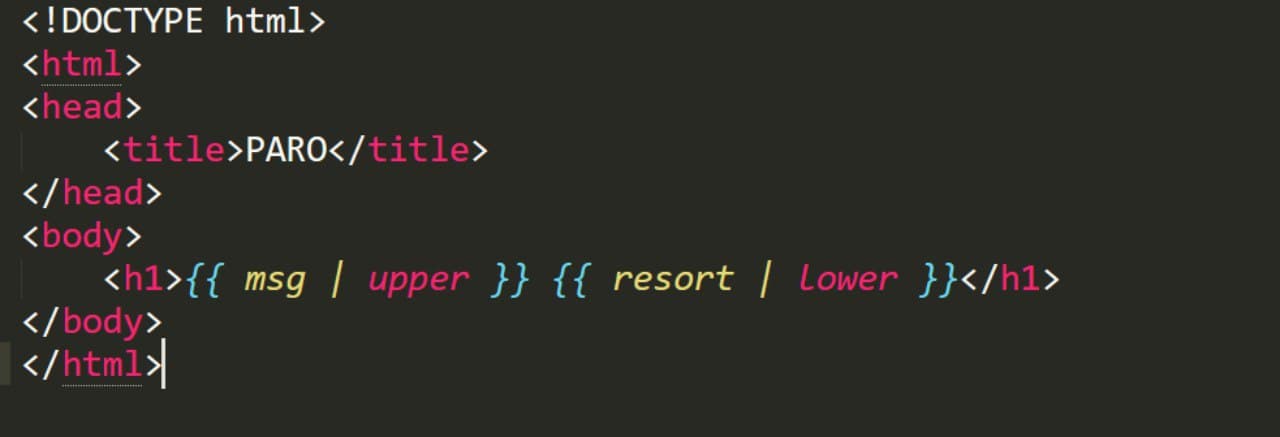 <!DOCTYPE html>
<html>
<head>
    <title>PARO</title>
</head>
<body>
    <h1>{{ msg | upper }} {{ resort | lower }}</h1>
</body>
</html>